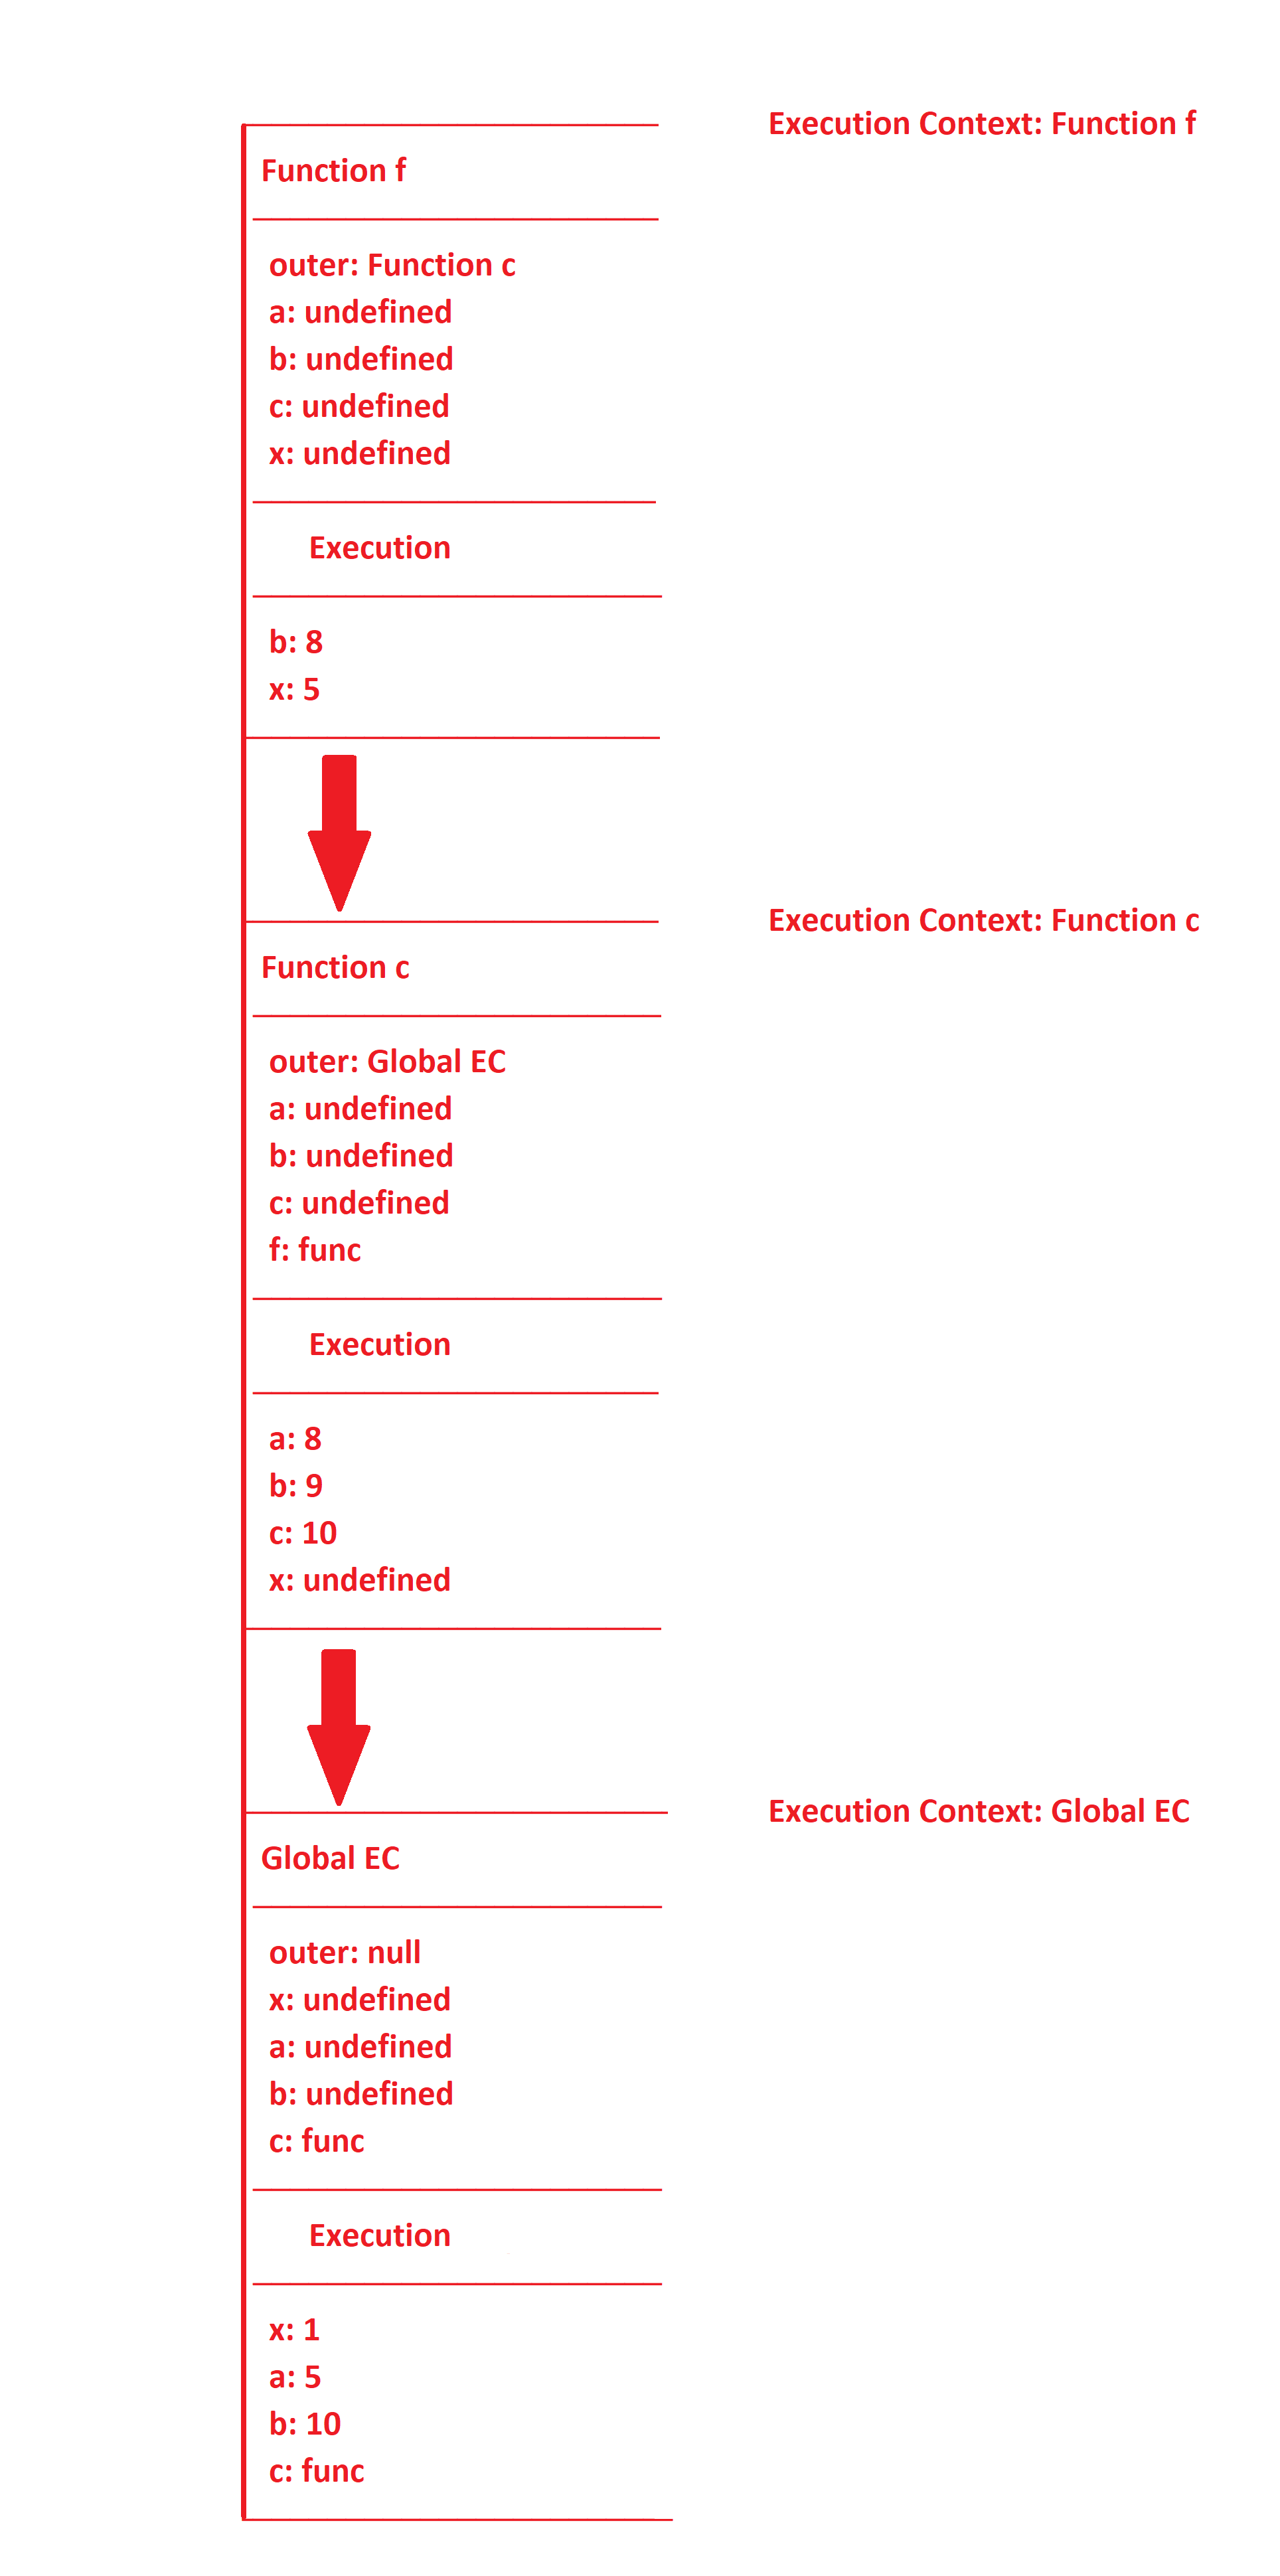 Execution Context: Function f
Function f
outer: Function c
a: undefined
b: undefined
c: undefined
x: undefined
Execution
b: 8
x: 5
Execution Context: Function c
Function c
outer: Global EC
a: undefined
b: undefined
c: undefined
f: func
Execution
a: 8
b: 9
c: 10
x: undefined
Execution Context: Global EC
Global EC
outer: null
x: undefined
a: undefined
b: undefined
c: func
Execution
x: 1
a: 5
b: 10
c: func